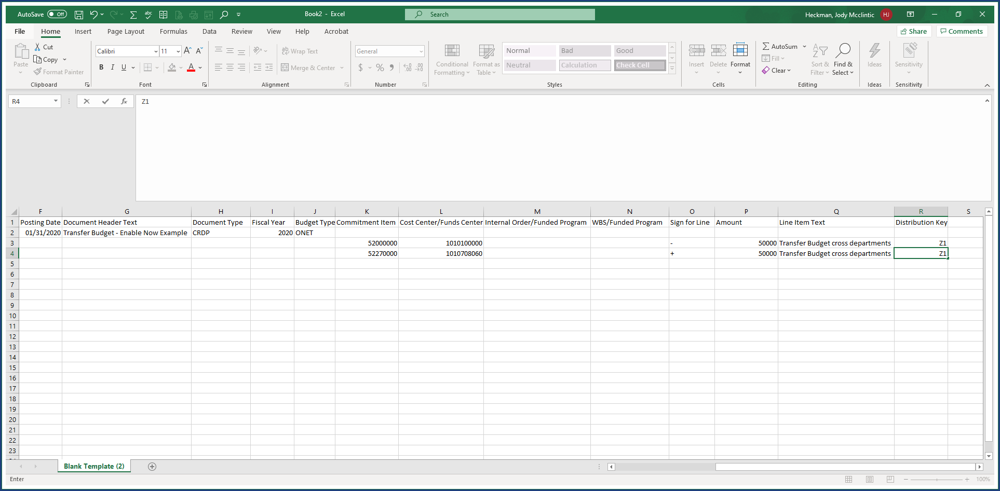 AutoSave Off abc Book2 - Excel Search Heckman, Jody Mcclintic HJ
File Home Insert Page Layout Formulas Data Review View Help Acrobat Share Comments
Cut
Copy
Format Painter
Paste
Clipboard
Calibri 11 A A
B I U A
Font
ab Wrap Text
Merge & Center
Alignment
General
$ % , .00
Number
Conditional Formatting
Format as Table
Normal Bad Good
Neutral Calculation Check Cell
Styles
Insert Delete Format
Cells
AutoSum
Fill
Clear
Sort & Filter
Find & Select
Editing
Ideas
Ideas
Sensitivity
Sensitivity
R4 fx Z1
F G H I J K L M N O P Q R S
1 Posting Date Document Header Text Document Type Fiscal Year Budget Type Commitment Item Cost Center/Funds Center Internal Order/Funded Program WBS/Funded Program Sign for Line Amount Line Item Text Distribution Key
2 01/31/2020 Transfer Budget - Enable Now Example CRDP 2020 ONET
3 52000000 1010100000 - 50000 Transfer Budget cross departments Z1
4 52270000 1010708060 + 50000 Transfer Budget cross departments Z1
5
6
7
8
9
10
11
12
13
14
15
16
17
18
19
20
21
22
23
Blank Template (2)
Enter 100%